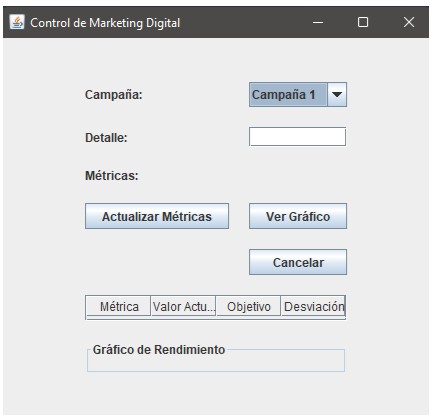 Control de Marketing Digital
Campaña: Campaña 1
Detalle:
Métricas:
Actualizar Métricas Ver Gráfico
Cancelar
Métrica Valor Actu... Objetivo Desviación
Gráfico de Rendimiento